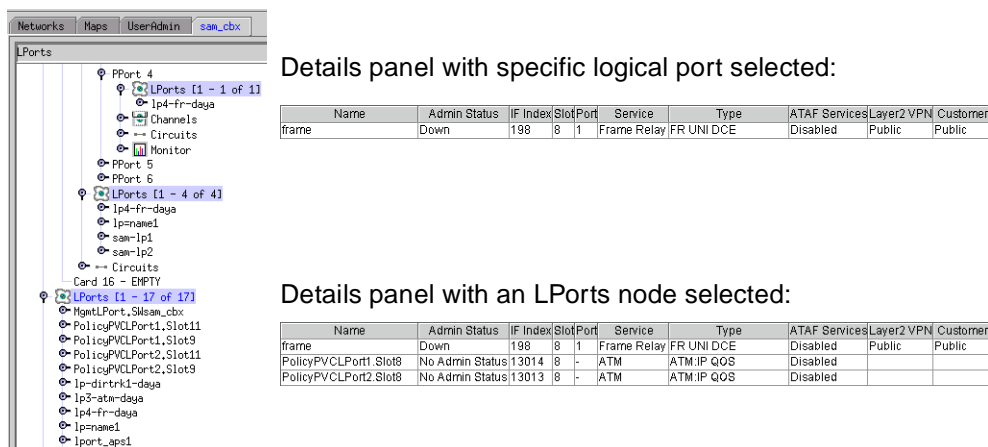 Networks Maps UserAdmin sam_cbx
LPorts
PPort 4
LPorts [1 - 1 of 1]
lp4-fr-daya
Channels
Circuits
Monitor
PPort 5
PPort 6
LPorts [1 - 4 of 4]
lp4-fr-daya
lp=name1
sam-lp1
sam-lp2
Circuits
Card 16 - EMPTY
LPorts [1 - 17 of 17]
MgmtLPort.SWsam_cbx
PolicyPVCLPort1.Slot11
PolicyPVCLPort1.Slot9
PolicyPVCLPort2.Slot11
PolicyPVCLPort2.Slot9
lp-dirtrk1-daya
lp3-atm-daya
lp4-fr-daya
lp=name1
lport_aps1
Details panel with specific logical port selected:
Name Admin Status IF Index Slot Port Service Type ATAF Services Layer2 VPN Customer
frame Down 198 8 1 Frame Relay FR UNI DCE Disabled Public Public
Details panel with an LPorts node selected:
Name Admin Status IF Index Slot Port Service Type ATAF Services Layer2 VPN Customer
frame Down 198 8 1 Frame Relay FR UNI DCE Disabled Public Public
PolicyPVCLPort1.Slot8 No Admin Status 13014 8 - ATM ATM:IP QOS Disabled
PolicyPVCLPort2.Slot8 No Admin Status 13013 8 - ATM ATM:IP QOS Disabled